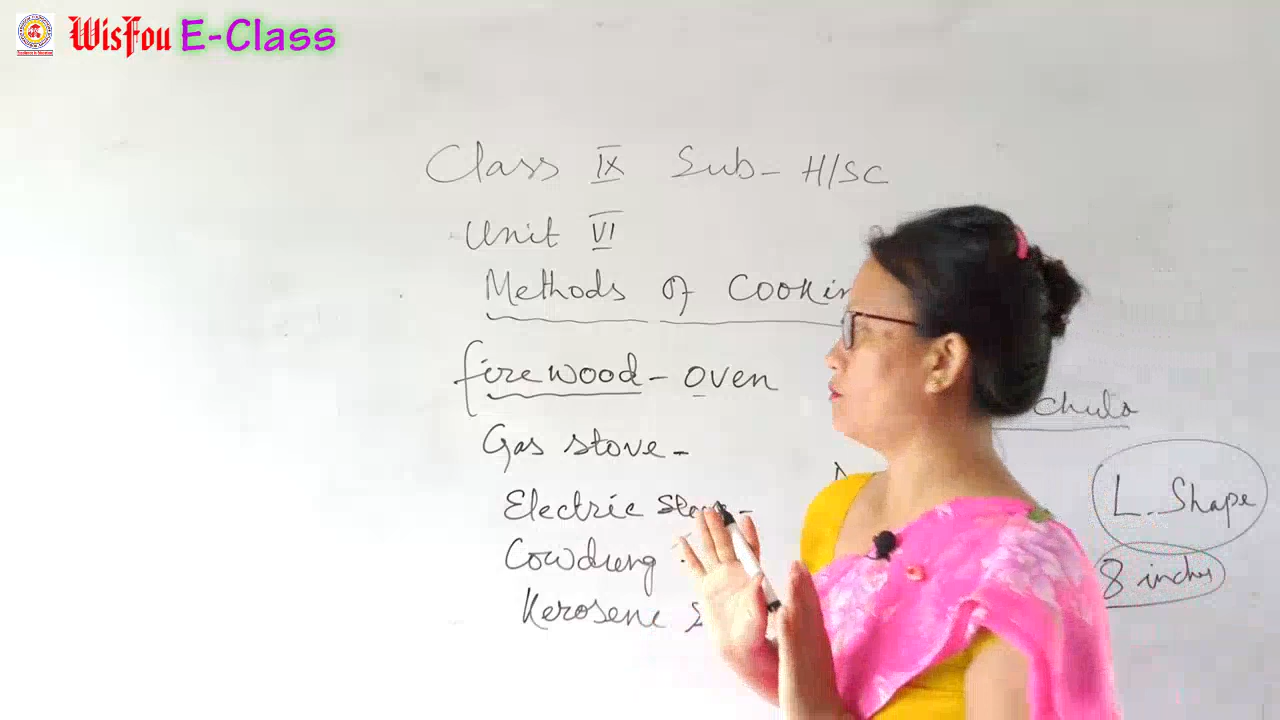 WisFou E-Class
Class IX Sub- H/SC
Unit VI
Methods of Cookin
firewood - Oven
chula
Gas stove -
L. Shape
Electric
Cowdung
8 inches
Kerosene